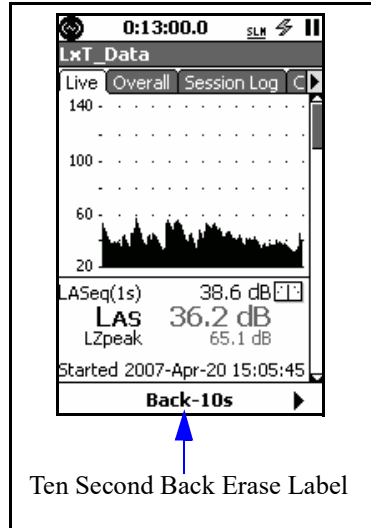 0:13:00.0 SLM
LxT_Data
Live Overall Session Log C
140
100
60
20
LASeq(1s) 38.6 dB
LAS 36.2 dB
LZpeak 65.1 dB
Started 2007-Apr-20 15:05:45
Back-10s
Ten Second Back Erase Label